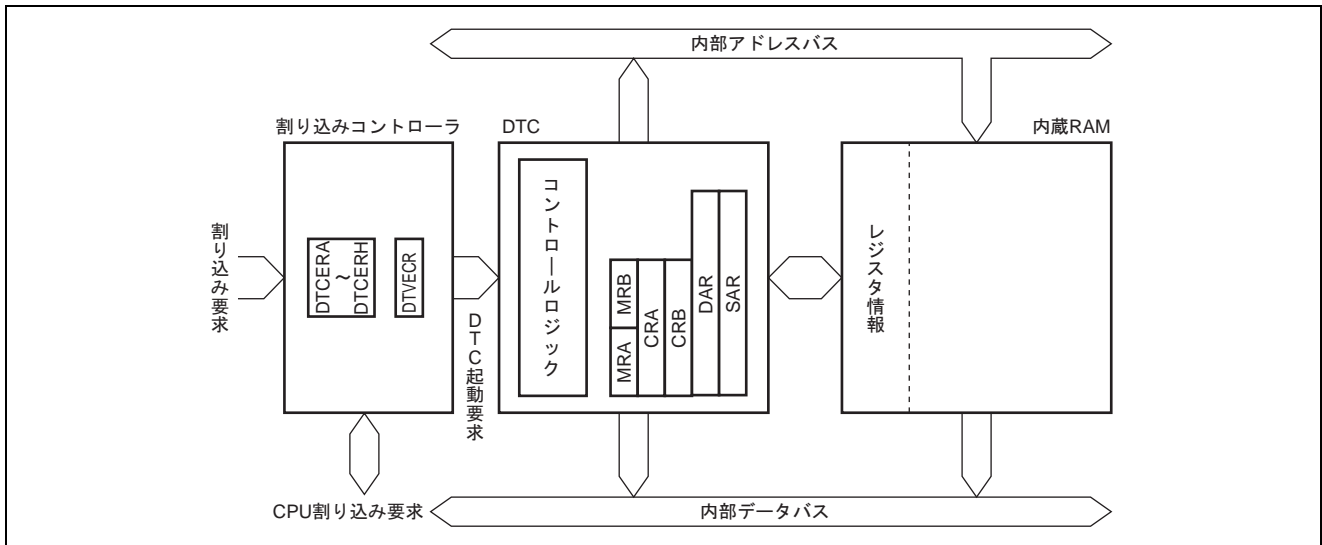 内部アドレスバス
割り込みコントローラ
DTC
内蔵RAM
割り込み要求
DTCERA
～
DTCERH
DTVECR
DTC起動要求
コントロールロジック
MRA
MRB
CRA
CRB
DAR
SAR
レジスタ情報
CPU割り込み要求
内部データバス